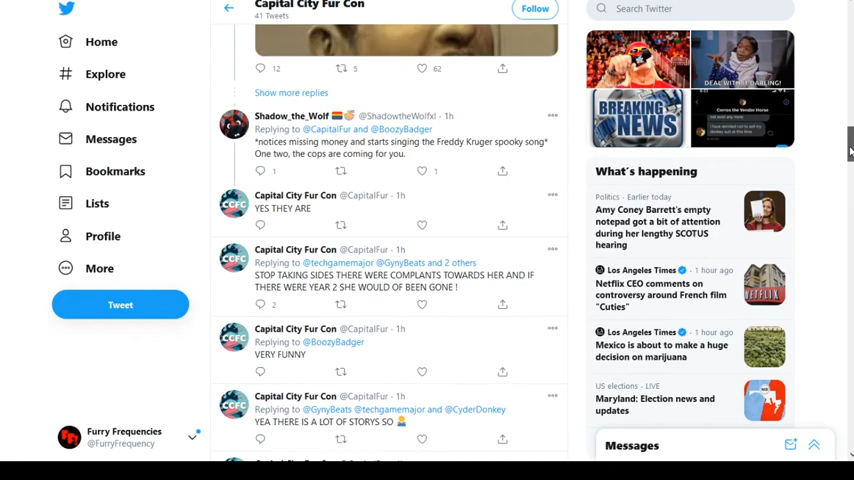 Home
Explore
Notifications
Messages
Bookmarks
Lists
Profile
More
Tweet
Furry Frequencies
@FurryFrequency
Capital City Fur Con
41 Tweets
Follow
12
5
62
Show more replies
Shadow_the_Wolf @ShadowtheWolfxl · 1h
Replying to @CapitalFur and @BoozyBadger
*notices missing money and starts singing the Freddy Kruger spooky song*
One two, the cops are coming for you.
1
1
Capital City Fur Con @CapitalFur · 1h
YES THEY ARE
Capital City Fur Con @CapitalFur · 1h
Replying to @techgamemajor @GynyBeats and 2 others
STOP TAKING SIDES THERE WERE COMPLANTS TOWARDS HER AND IF
THERE WERE YEAR 2 SHE WOULD OF BEEN GONE !
2
Capital City Fur Con @CapitalFur · 1h
Replying to @BoozyBadger
VERY FUNNY
Capital City Fur Con @CapitalFur · 1h
Replying to @GynyBeats @techgamemajor and @CyderDonkey
YEA THERE IS A LOT OF STORYS SO
CCFC
CCFC
CCFC
CCFC
Search Twitter
DEAL WITH IT DARLING!
BREAKING
NEWS
Cerros the Vender Horse
What's happening
Politics · Earlier today
Amy Coney Barrett's empty
notepad got a bit of attention
during her lengthy SCOTUS
hearing
Los Angeles Times · 1 hour ago
Netflix CEO comments on
controversy around French film
"Cuties"
NETFLIX
Los Angeles Times · 1 hour ago
Mexico is about to make a huge
decision on marijuana
US elections · LIVE
Maryland: Election news and
updates
Messages